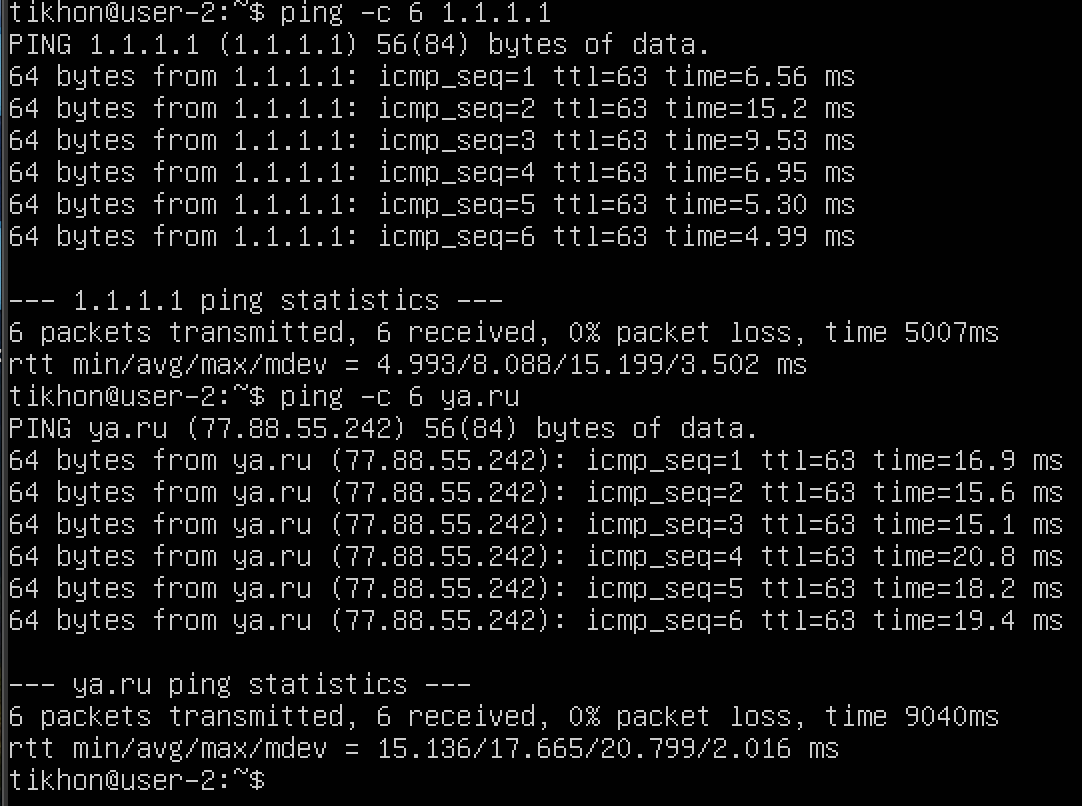 tikhon@user-2:~$ ping -c 6 1.1.1.1
PING 1.1.1.1 (1.1.1.1) 56(84) bytes of data.
64 bytes from 1.1.1.1: icmp_seq=1 ttl=63 time=6.56 ms
64 bytes from 1.1.1.1: icmp_seq=2 ttl=63 time=15.2 ms
64 bytes from 1.1.1.1: icmp_seq=3 ttl=63 time=9.53 ms
64 bytes from 1.1.1.1: icmp_seq=4 ttl=63 time=6.95 ms
64 bytes from 1.1.1.1: icmp_seq=5 ttl=63 time=5.30 ms
64 bytes from 1.1.1.1: icmp_seq=6 ttl=63 time=4.99 ms
--- 1.1.1.1 ping statistics ---
6 packets transmitted, 6 received, 0% packet loss, time 5007ms
rtt min/avg/max/mdev = 4.993/8.088/15.199/3.502 ms
tikhon@user-2:~$ ping -c 6 ya.ru
PING ya.ru (77.88.55.242) 56(84) bytes of data.
64 bytes from ya.ru (77.88.55.242): icmp_seq=1 ttl=63 time=16.9 ms
64 bytes from ya.ru (77.88.55.242): icmp_seq=2 ttl=63 time=15.6 ms
64 bytes from ya.ru (77.88.55.242): icmp_seq=3 ttl=63 time=15.1 ms
64 bytes from ya.ru (77.88.55.242): icmp_seq=4 ttl=63 time=20.8 ms
64 bytes from ya.ru (77.88.55.242): icmp_seq=5 ttl=63 time=18.2 ms
64 bytes from ya.ru (77.88.55.242): icmp_seq=6 ttl=63 time=19.4 ms
--- ya.ru ping statistics ---
6 packets transmitted, 6 received, 0% packet loss, time 9040ms
rtt min/avg/max/mdev = 15.136/17.665/20.799/2.016 ms
tikhon@user-2:~$